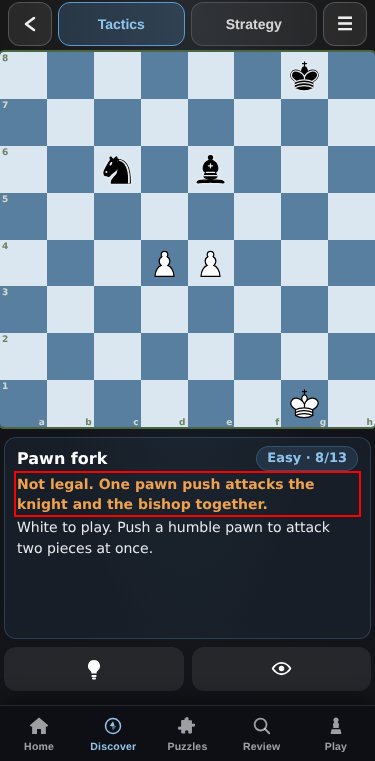 Tactics
Strategy
8
7
6
5
4
3
2
1
a b c d e f g h
Pawn fork
Easy · 8/13
Not legal. One pawn push attacks the
knight and the bishop together.
White to play. Push a humble pawn to attack
two pieces at once.
Home
Discover
Puzzles
Review
Play